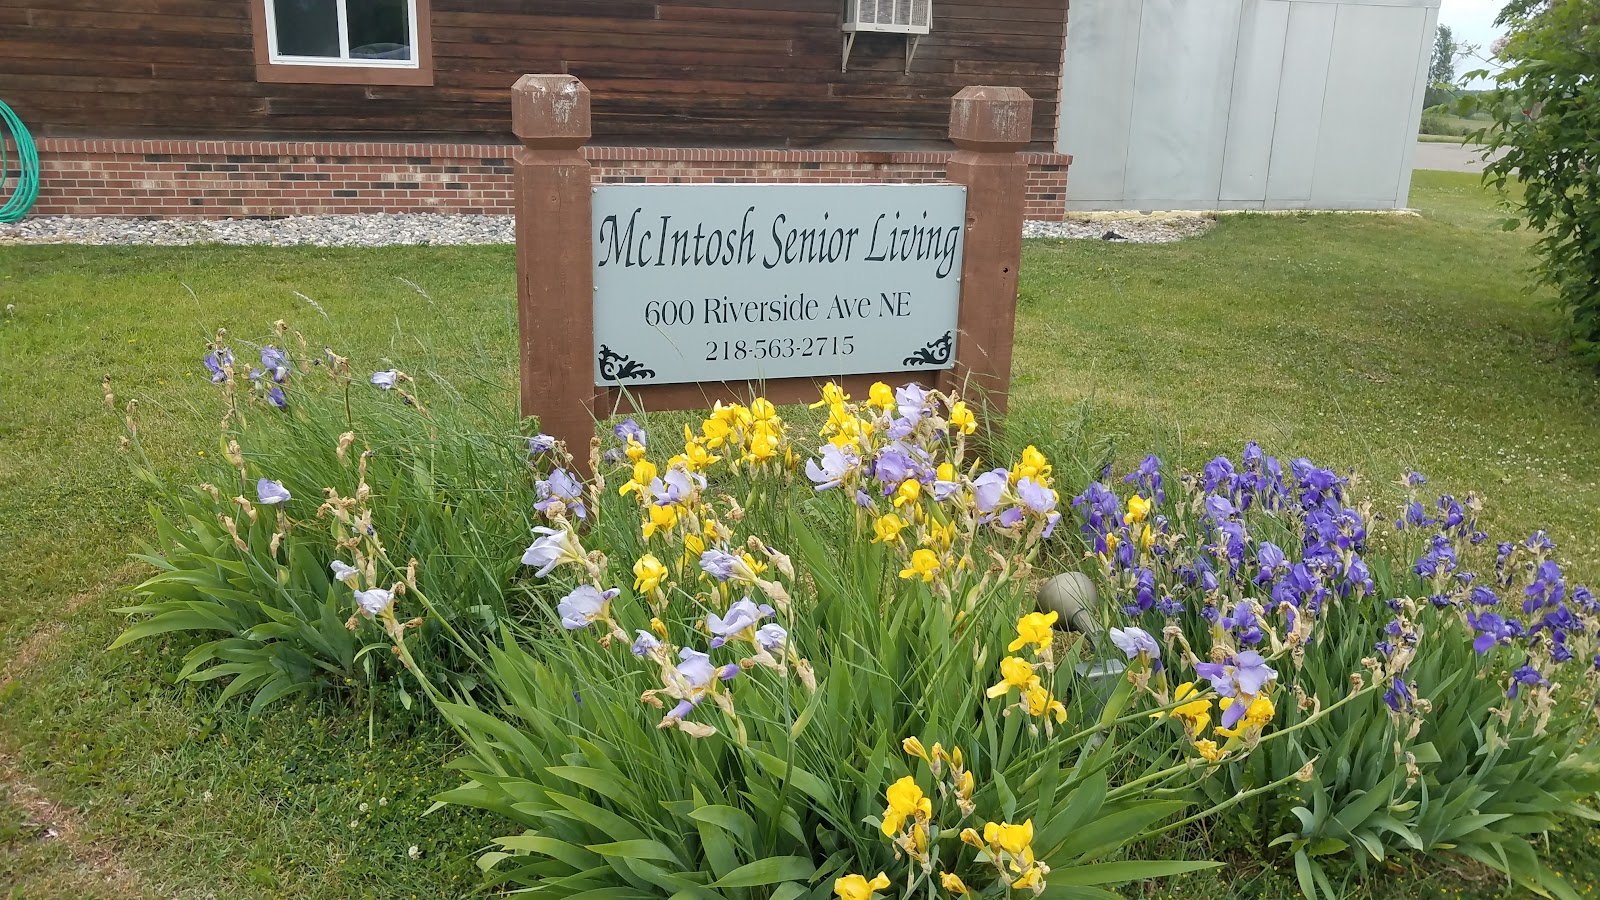 McIntosh Senior Living
600 Riverside Ave NE
218-563-2715